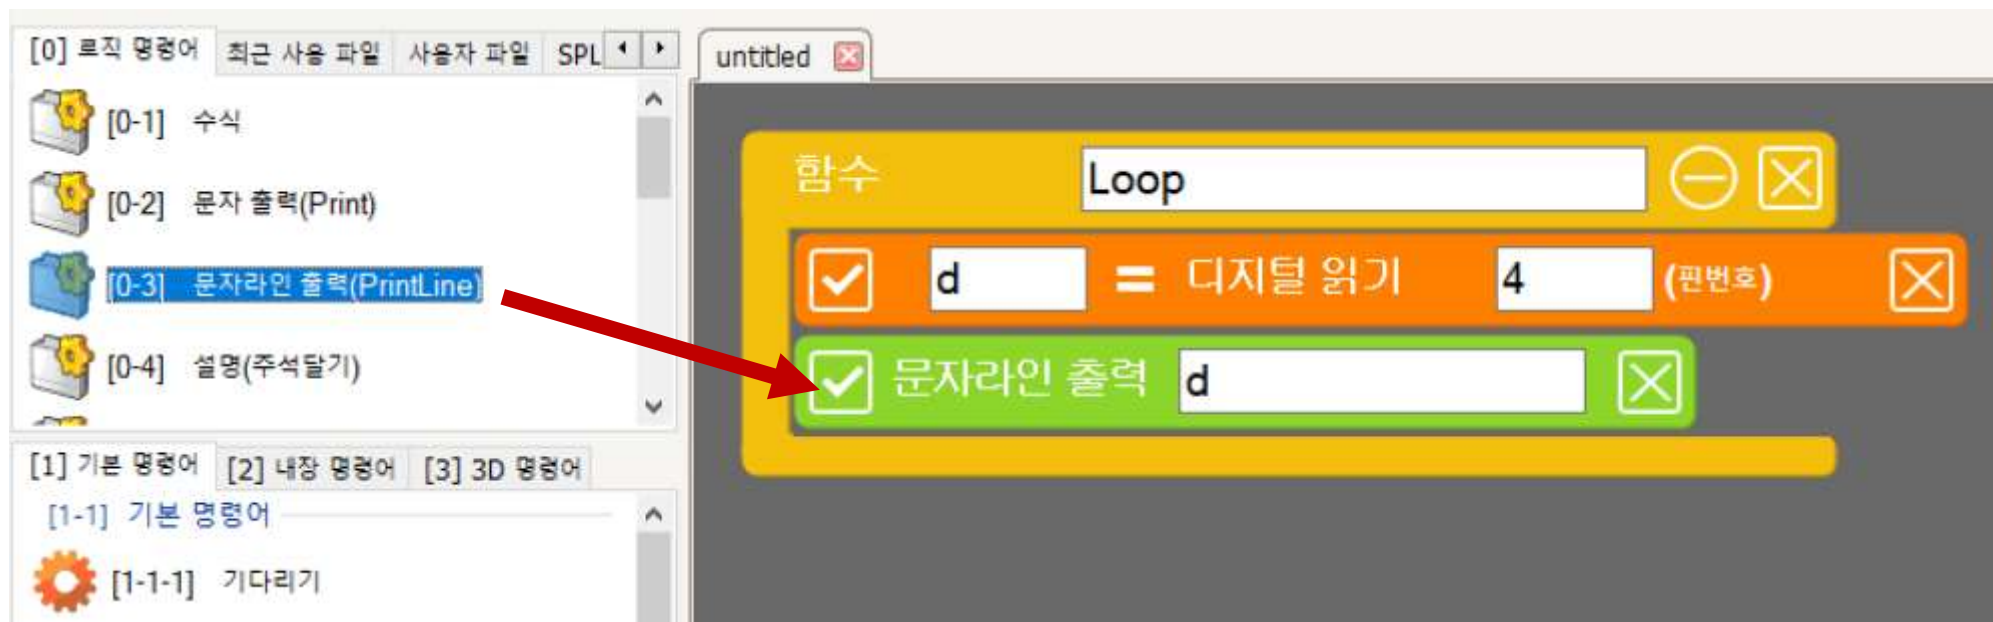 [0] 로직 명령어 최근 사용 파일 사용자 파일 SPL
[0-1] 수식
[0-2] 문자 출력(Print)
[0-3] 문자라인 출력(PrintLine)
[0-4] 설명(주석달기)
[1] 기본 명령어 [2] 내장 명령어 [3] 3D 명령어
[1-1] 기본 명령어
[1-1-1] 기다리기
untitled
함수 Loop
d = 디지털 읽기 4 (핀번호)
문자라인 출력 d